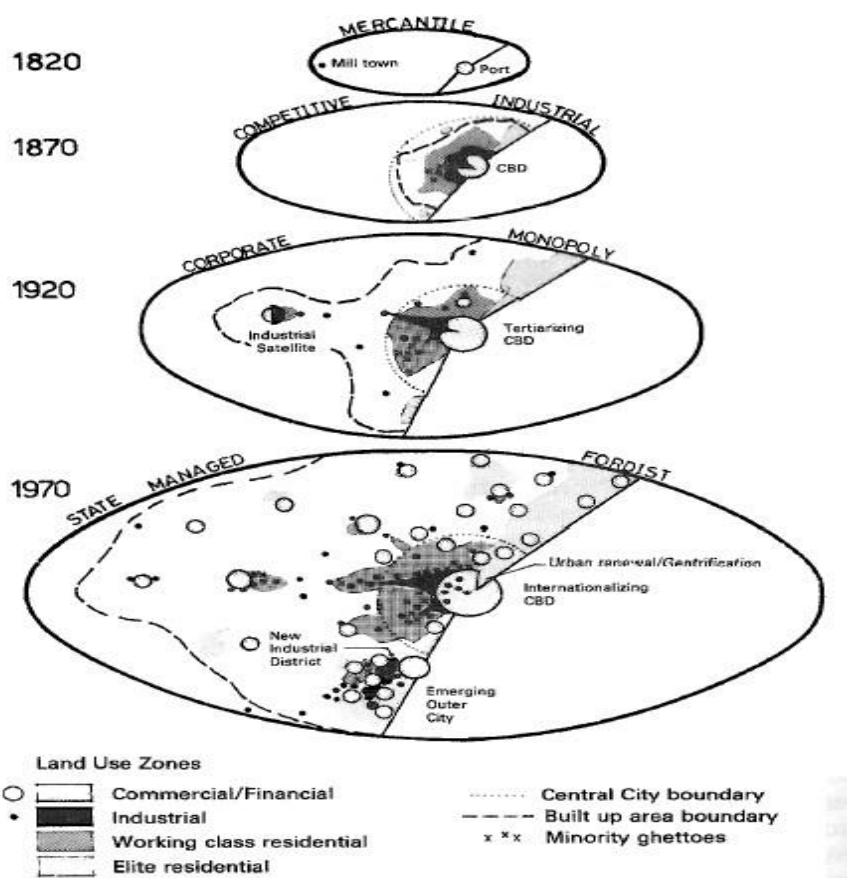 MERCANTILE
1820
Mill town
Port
COMPETITIVE INDUSTRIAL
1870
CBD
CORPORATE MONOPOLY
1920
Industrial
Satellite
Tertiarizing
CBD
STATE MANAGED FORDIST
1970
Urban renewal/Gentrification
Internationalizing
CBD
New
Industrial
District
Emerging
Outer
City
Land Use Zones
Commercial/Financial
Industrial
Working class residential
Elite residential
Central City boundary
Built up area boundary
Minority ghettoes